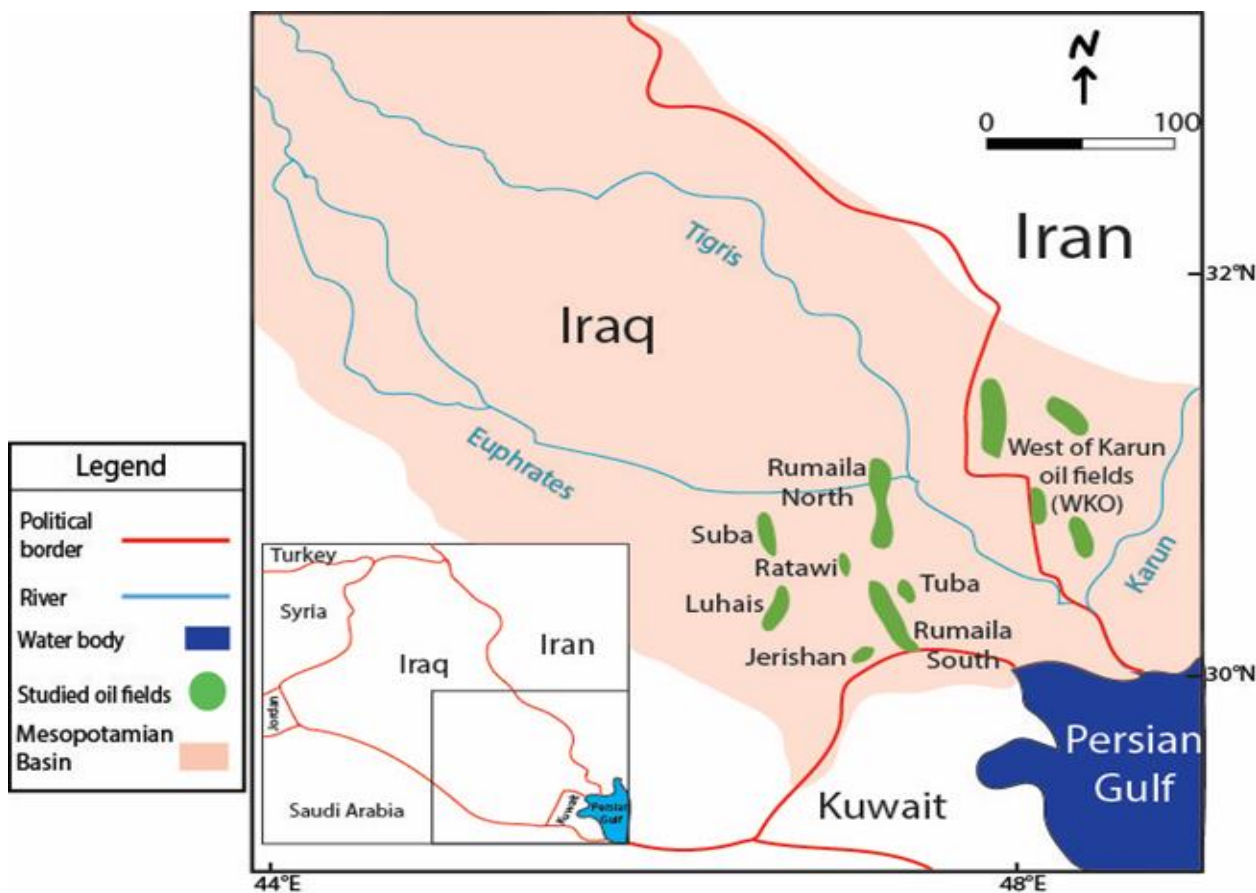 N
0 100
Iran
Tigris
32°N
Iraq
West of Karun
oil fields
(WKO)
Euphrates
Rumaila
North
Karun
Suba
Ratawi
Tuba
Luhais
Rumaila
South
Jerishan
30°N
Persian
Gulf
Kuwait
44°E
48°E
Legend
Political
border
River
Water body
Studied oil fields
Mesopotamian
Basin
Turkey
Syria
Iran
Iraq
Jordan
Saudi Arabia
Kuwait
Persian
Gulf